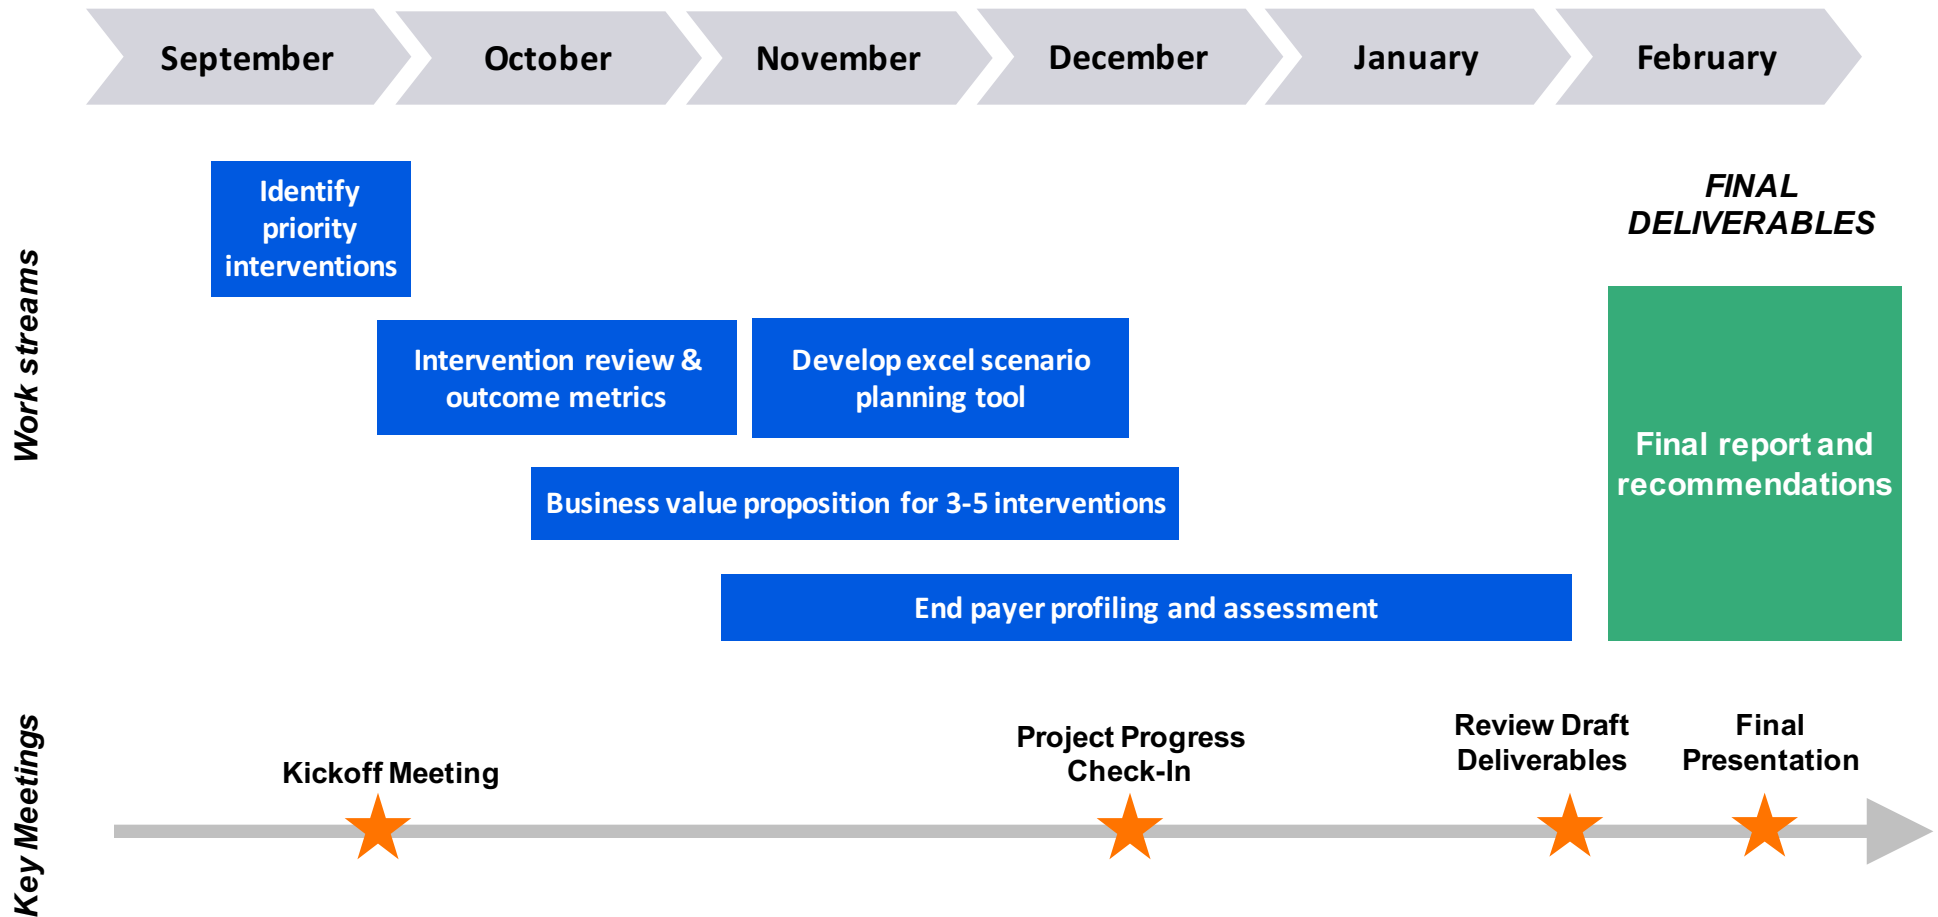 September
October
November
December
January
February
Work streams
Identify
priority
interventions
FINAL
DELIVERABLES
Intervention review &
outcome metrics
Develop excel scenario
planning tool
Final report and
recommendations
Business value proposition for 3-5 interventions
End payer profiling and assessment
Key Meetings
Kickoff Meeting
Project Progress
Check-In
Review Draft
Deliverables
Final
Presentation